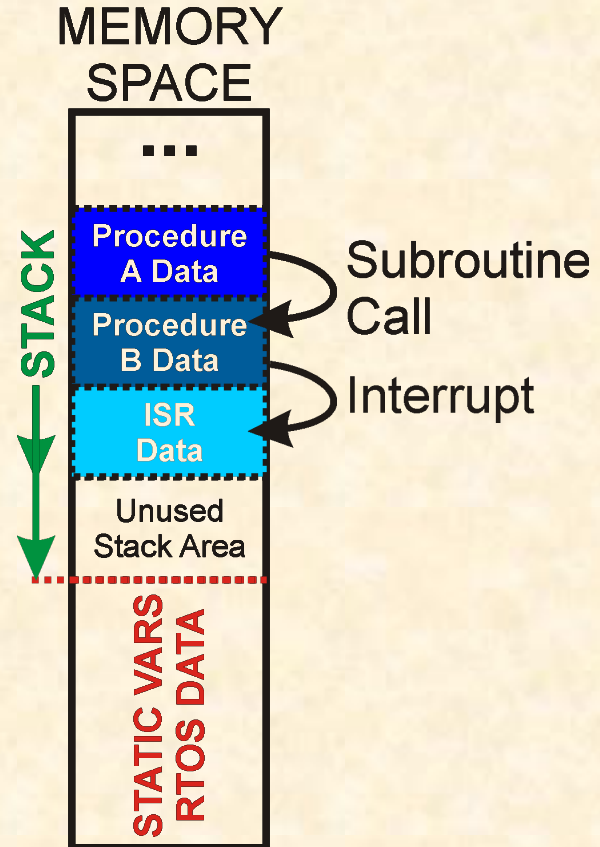 MEMORY
SPACE
...
STACK
Procedure
A Data
Subroutine
Call
Procedure
B Data
Interrupt
ISR
Data
Unused
Stack Area
STATIC VARS
RTOS DATA